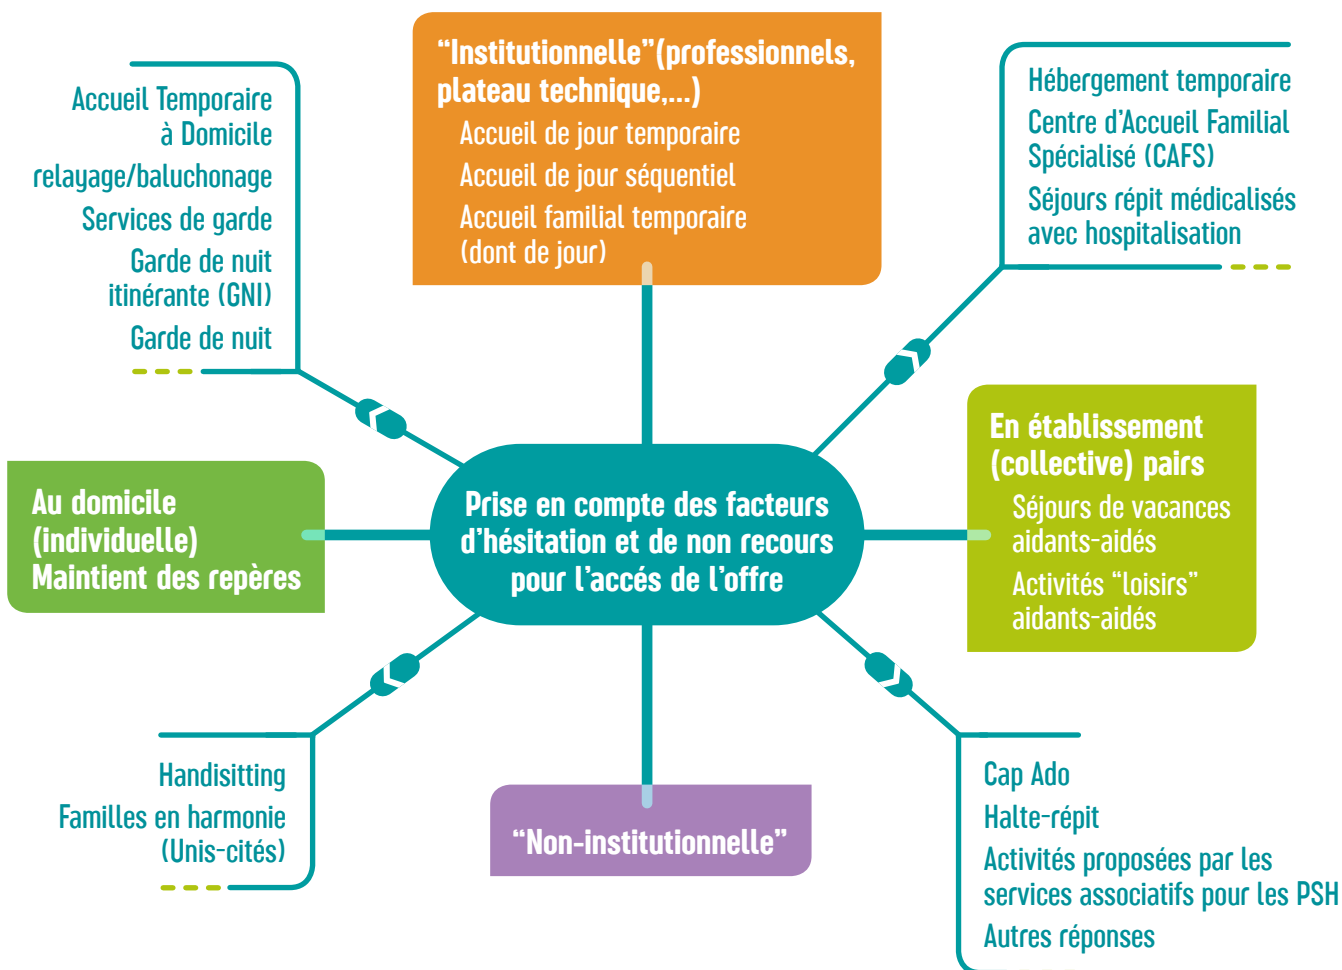 “Institutionnelle”(professionnels,
plateau technique,...)
Accueil de jour temporaire
Accueil de jour séquentiel
Accueil familial temporaire
(dont de jour)
Accueil Temporaire
à Domicile
relayage/baluchonage
Services de garde
Garde de nuit
itinérante (GNI)
Garde de nuit
Hébergement temporaire
Centre d’Accueil Familial
Spécialisé (CAFS)
Séjours répit médicalisés
avec hospitalisation
Au domicile
(individuelle)
Maintient des repères
Prise en compte des facteurs
d’hésitation et de non recours
pour l’accés de l’offre
En établissement
(collective) pairs
Séjours de vacances
aidants-aidés
Activités “loisirs”
aidants-aidés
Handisitting
Familles en harmonie
(Unis-cités)
“Non-institutionnelle”
Cap Ado
Halte-répit
Activités proposées par les
services associatifs pour les PSH
Autres réponses